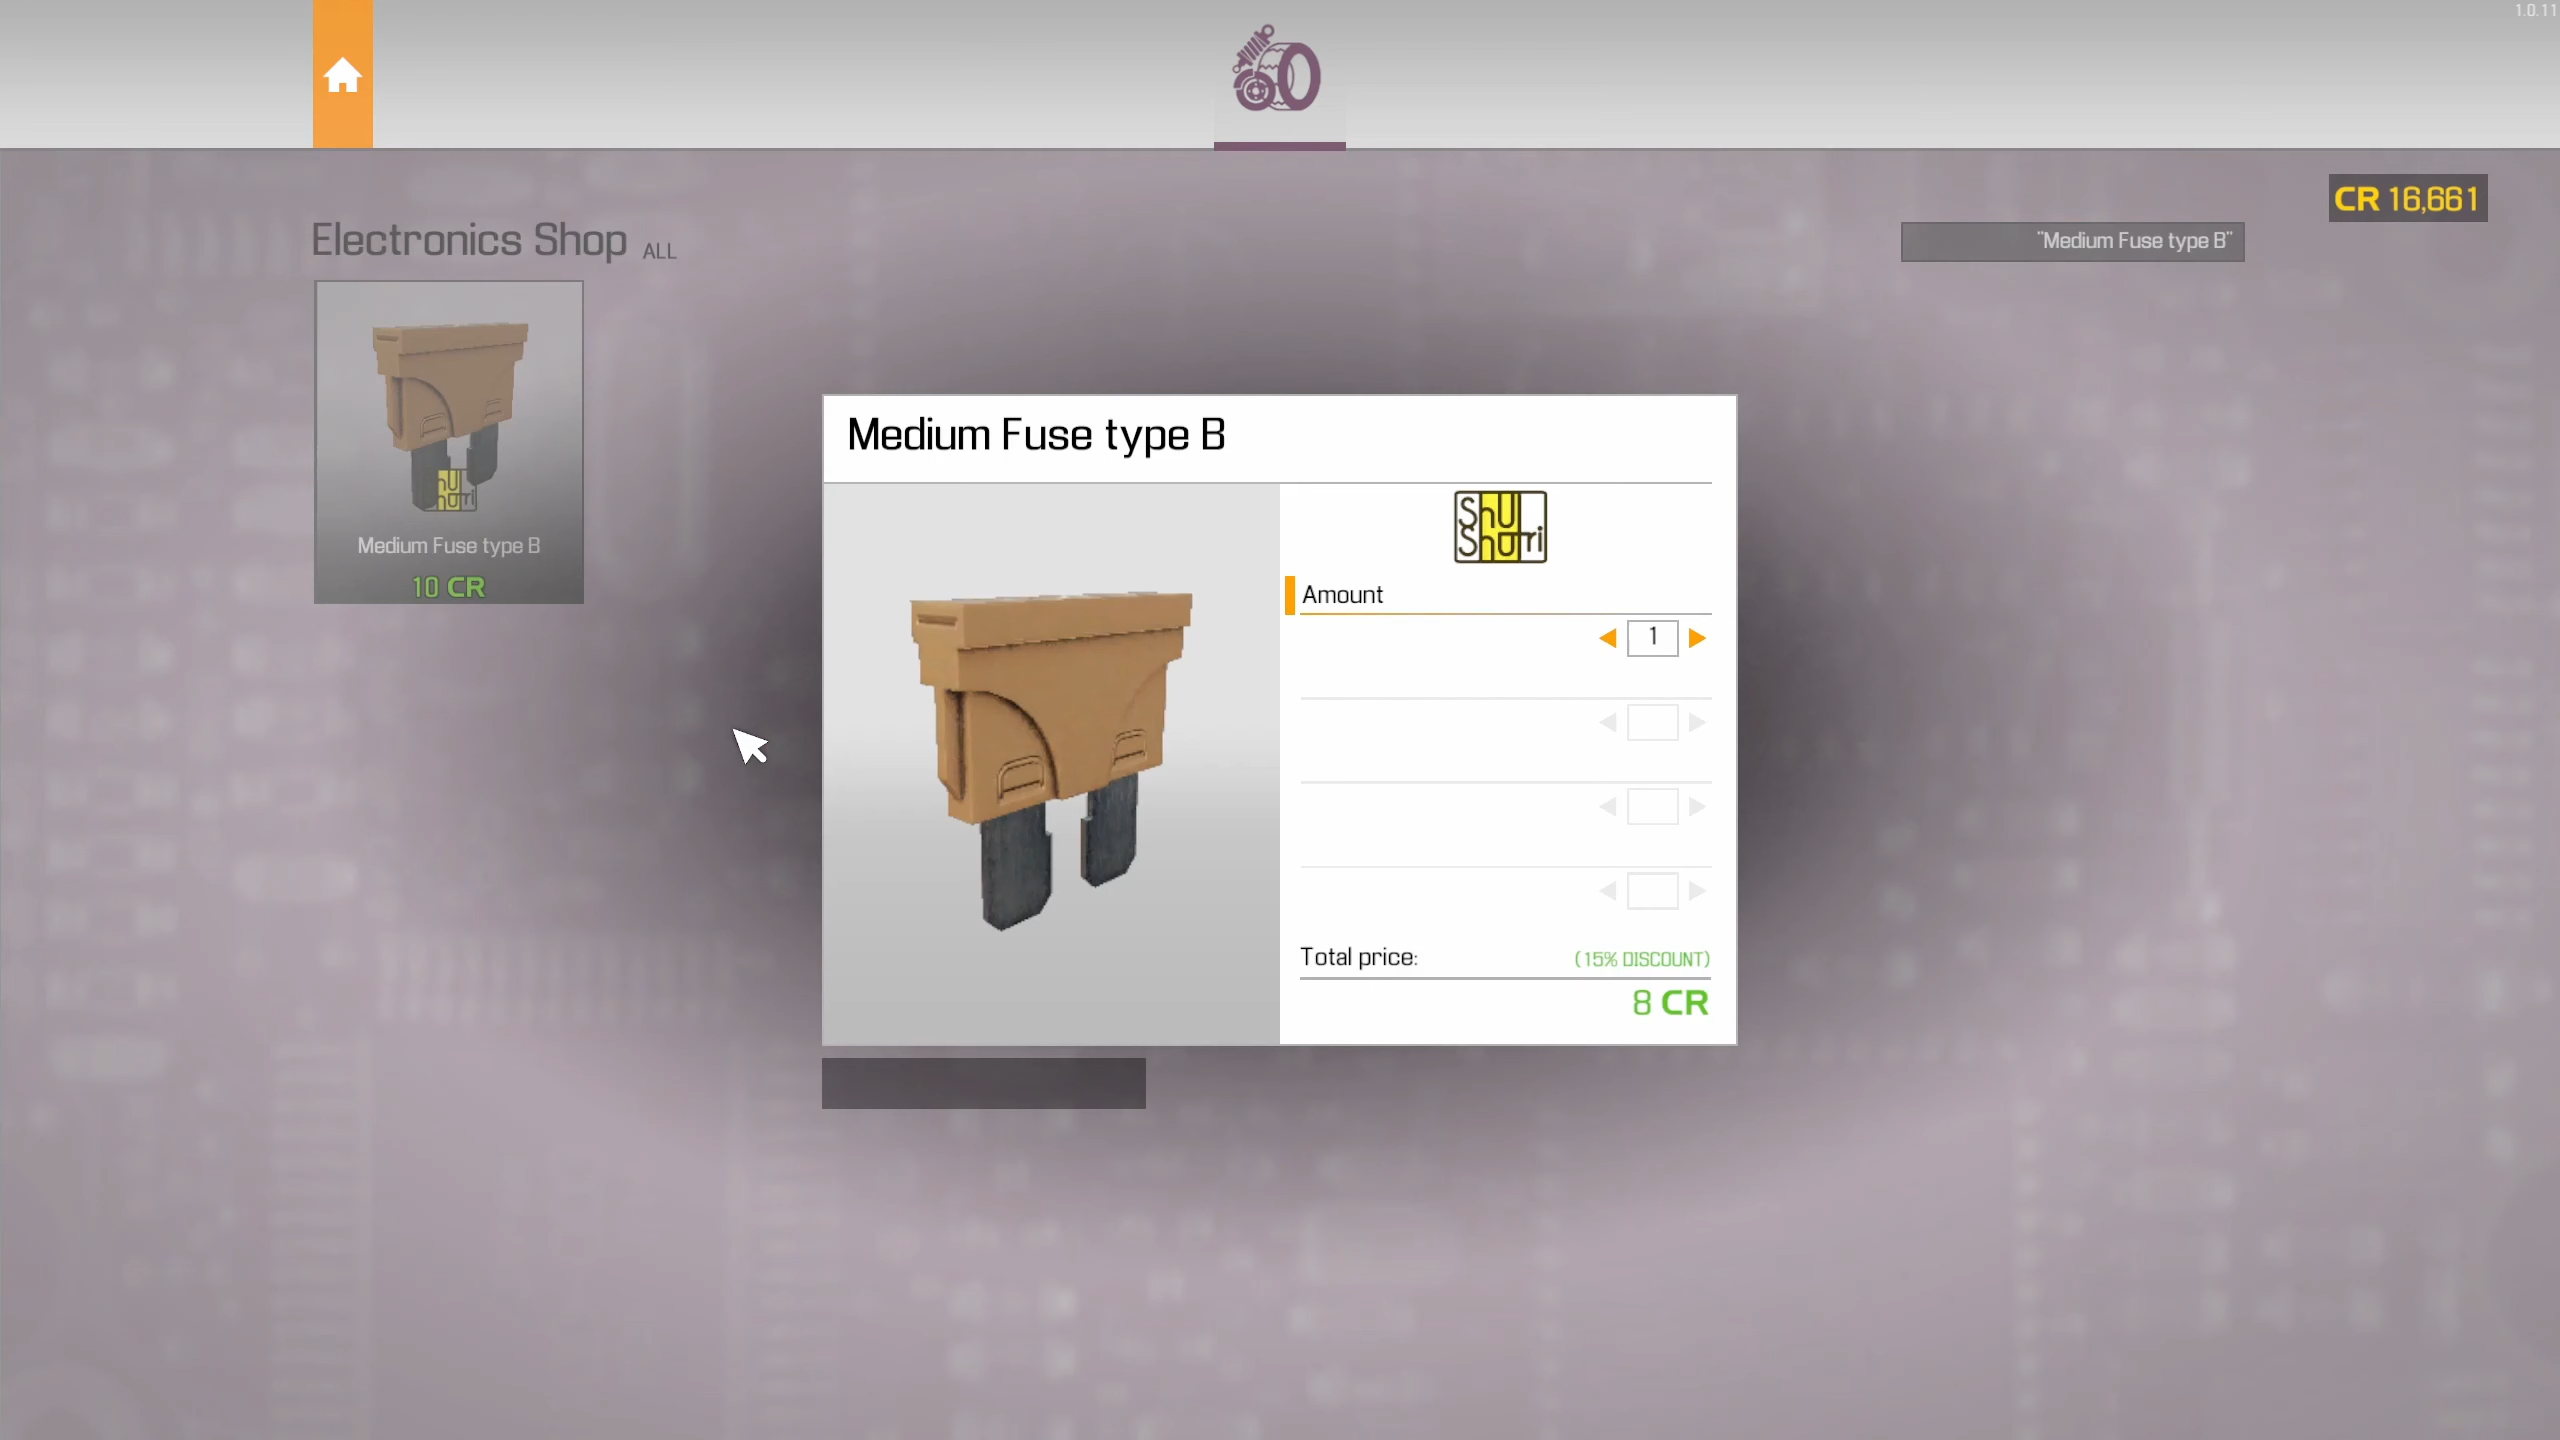 1.0.11
CR 16,661
Electronics Shop ALL
"Medium Fuse type B"
Medium Fuse type B
10 CR
Medium Fuse type B
Shu
Shutri
Amount
1
Total price:
(15% DISCOUNT)
8 CR